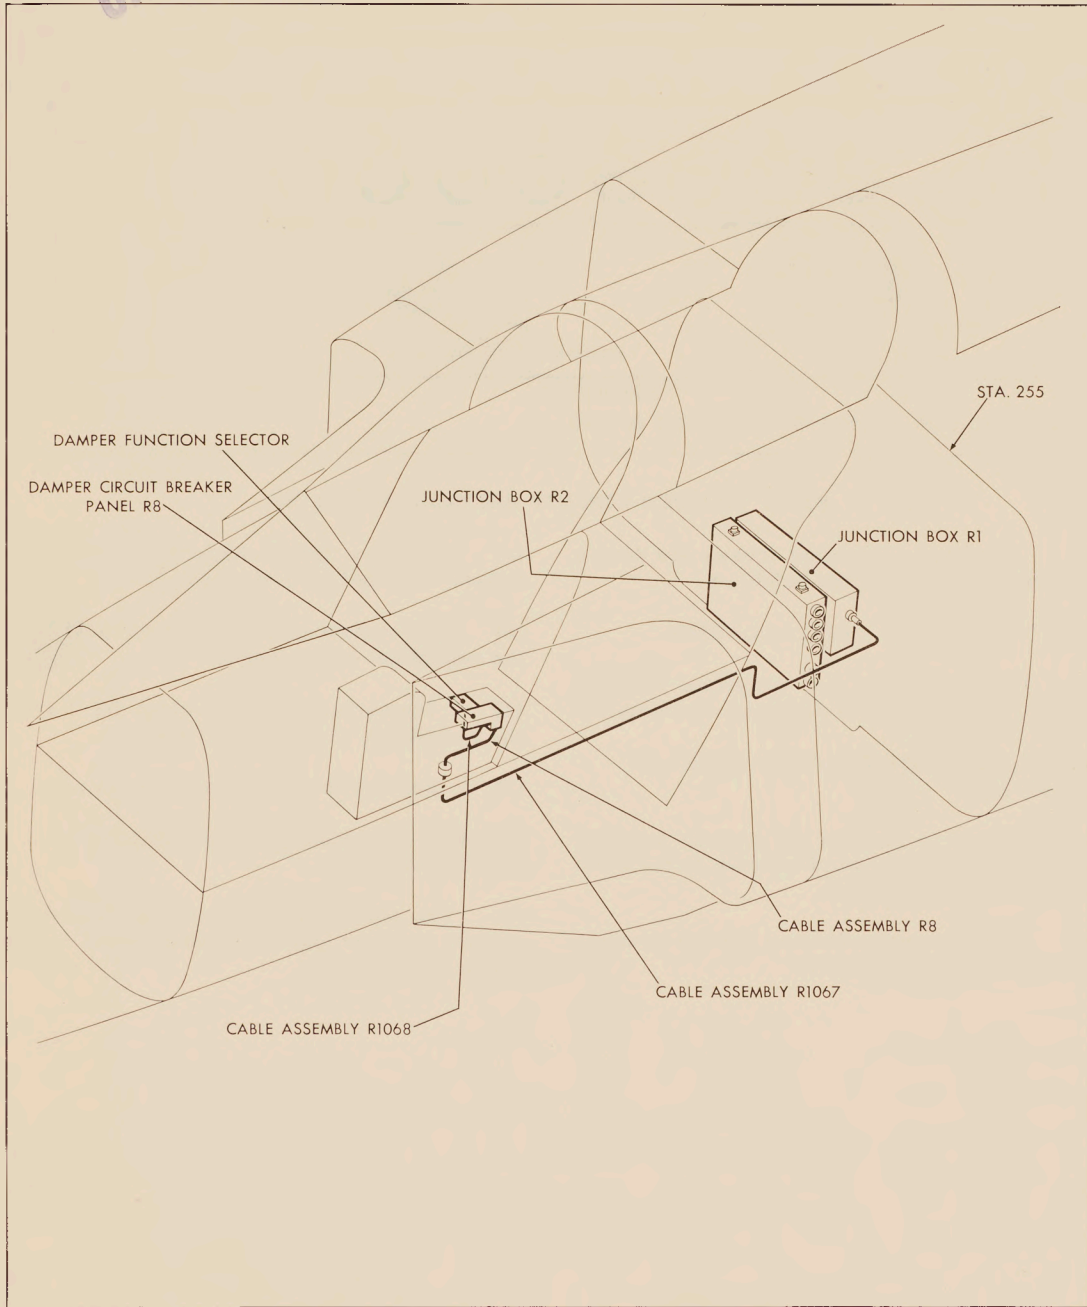 STA. 255
DAMPER FUNCTION SELECTOR
DAMPER CIRCUIT BREAKER
PANEL R8
JUNCTION BOX R2
JUNCTION BOX R1
CABLE ASSEMBLY R8
CABLE ASSEMBLY R1067
CABLE ASSEMBLY R1068